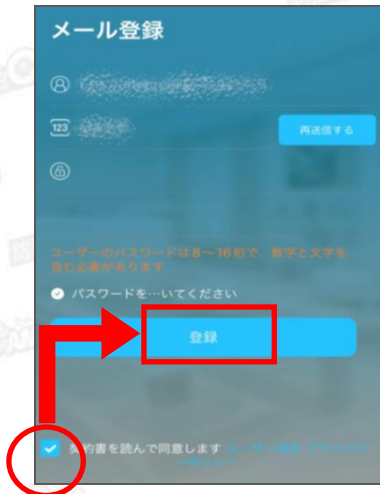 メール登録
123
再送信する
ユーザーのパスワードは8～16桁で、数字と文字を
含む必要があります
パスワードを…いてください
登録
契約書を読んで同意します